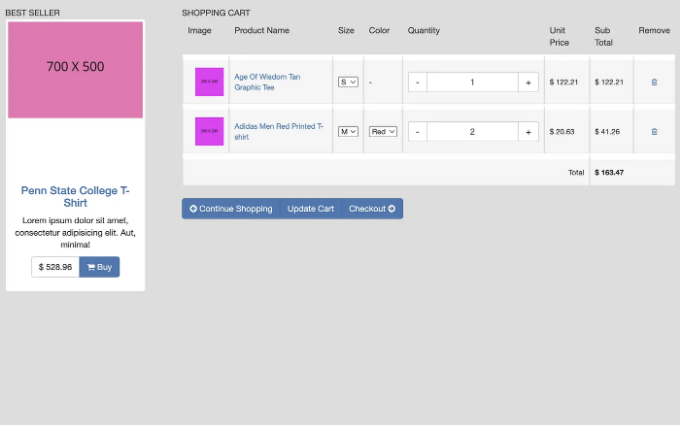 BEST SELLER
700 X 500
Penn State College T-
Shirt
Lorem ipsum dolor sit amet,
consectetur adipisicing elit. Aut,
minima!
$ 528.96 Buy
SHOPPING CART
Image Product Name Size Color Quantity Unit Price Sub Total Remove
Age Of Wisdom Tan
Graphic Tee
S - - 1 + $ 122.21 $ 122.21
Adidas Men Red Printed T-
shirt
M Red - 2 + $ 20.63 $ 41.26
Total $ 163.47
Continue Shopping Update Cart Checkout